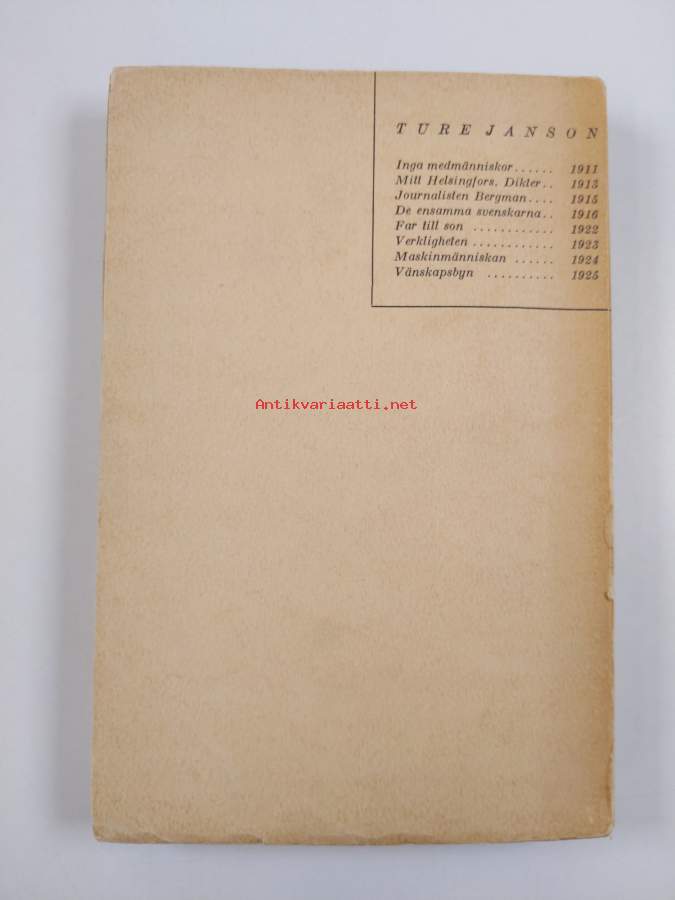 TURE JANSON
Inga medmänniskor...... 1911
Mitt Helsingfors. Dikter.. 1913
Journalisten Bergman.... 1915
De ensamma svenskarna.. 1916
Far till son ............ 1922
Verkligheten ............ 1923
Maskinmänniskan ...... 1924
Vänskapsbyn .......... 1925
Antikvariaatti.net